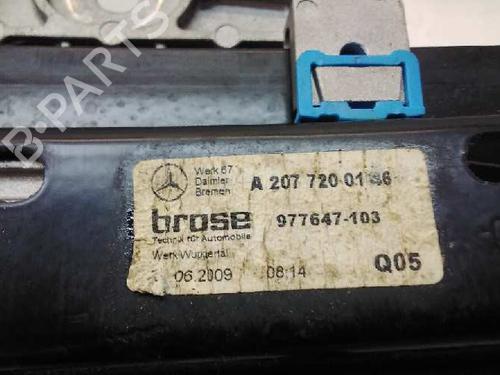 Werk 67
Daimler
Bremen
A 207 720 01 46
brose
Technik für Automobile
977647-103
Werk Wuppertal
06.2009 08:14 Q05